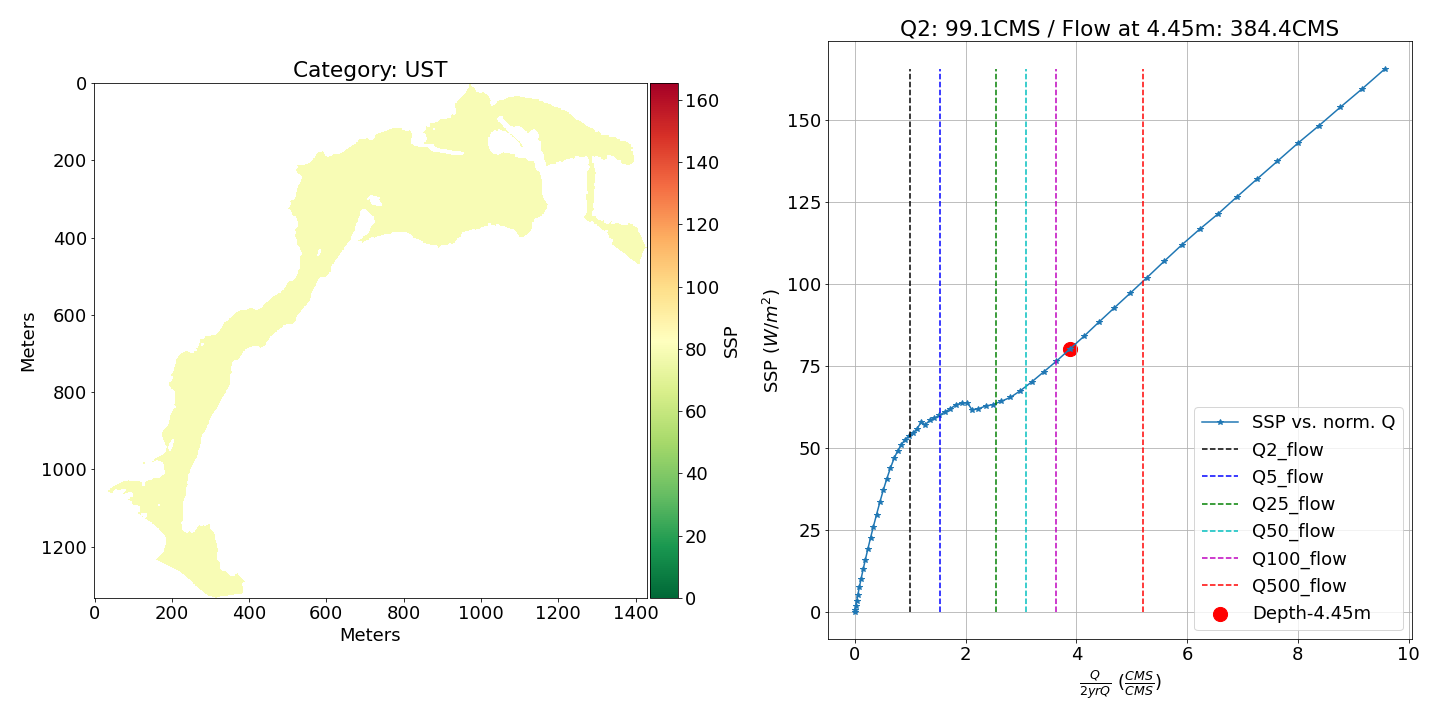 Category: UST
0
200
400
600
800
1000
1200
Meters
0
200
400
600
800
1000
1200
1400
Meters
160
140
120
100
80
60
40
20
0
SSP
Q2: 99.1CMS / Flow at 4.45m: 384.4CMS
150
125
100
75
50
25
0
SSP (W/m²)
SSP vs. norm. Q
Q2_flow
Q5_flow
Q25_flow
Q50_flow
Q100_flow
Q500_flow
Depth-4.45m
0
2
4
6
8
10
Q/2yrQ (CMS/CMS)